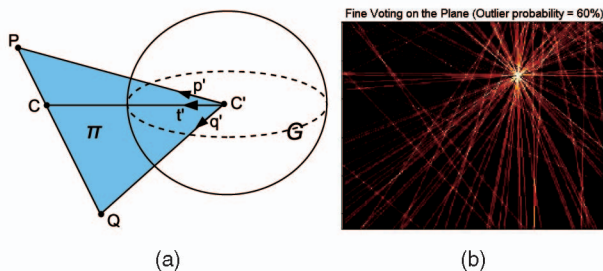 Fine Voting on the Plane (Outlier probability = 60%)
P
p'
C
t'
C'
π
q'
G
Q
(a)
(b)